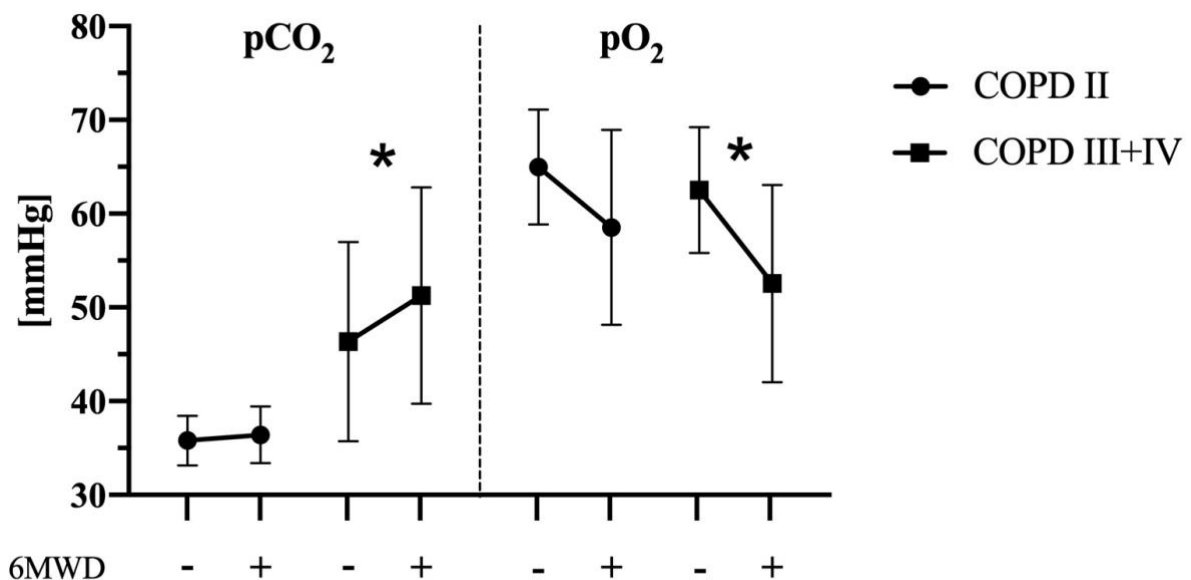 pCO₂ pO₂
80
70
60
50
40
30
[mmHg]
* *
COPD II
COPD III+IV
6MWD - + - + - + - +